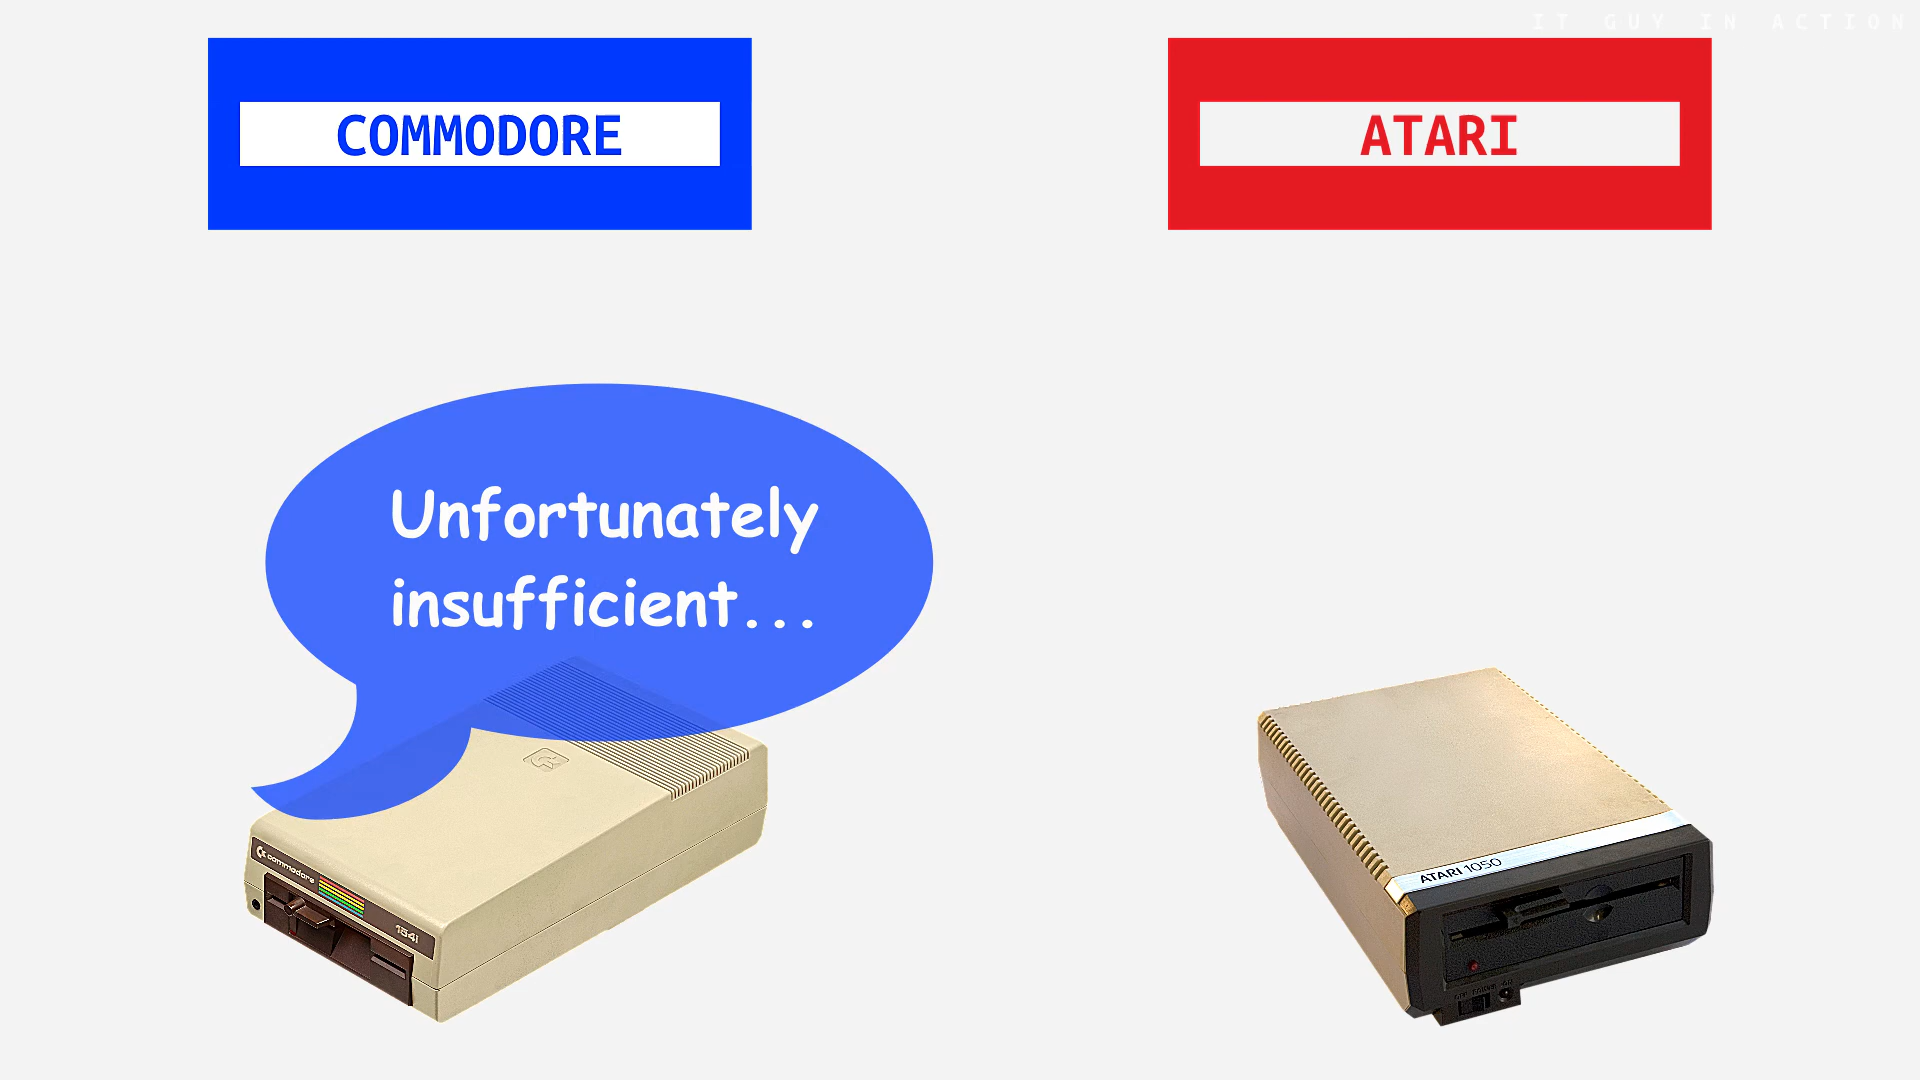 IT GUY IN ACTION
COMMODORE
ATARI
Unfortunately
insufficient...
commodore
1541
ATARI 1050